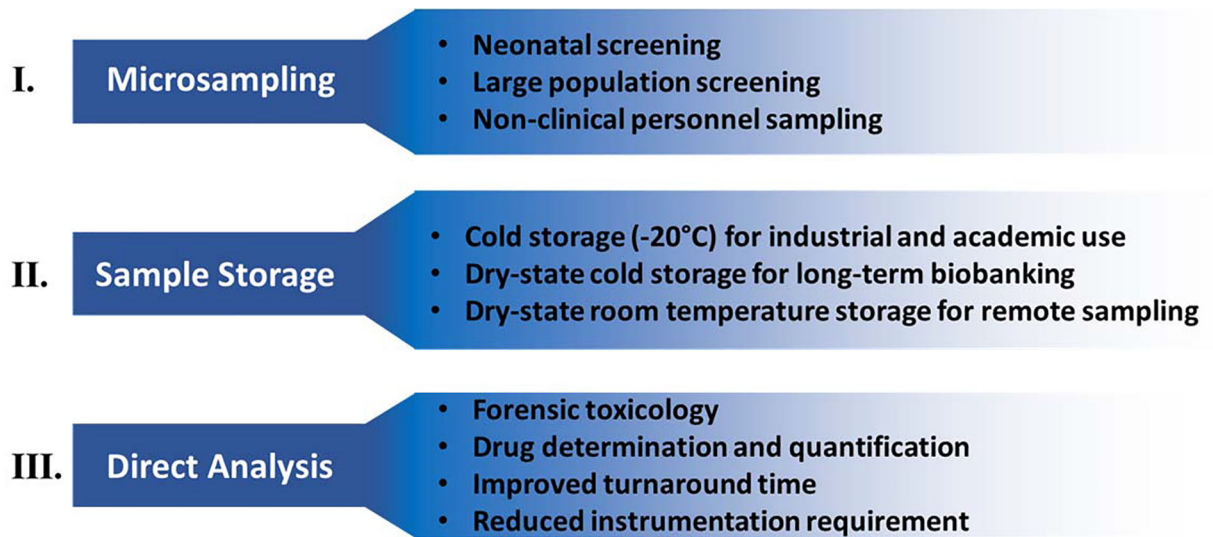 I.
Microsampling
• Neonatal screening
• Large population screening
• Non-clinical personnel sampling
II.
Sample Storage
• Cold storage (-20°C) for industrial and academic use
• Dry-state cold storage for long-term biobanking
• Dry-state room temperature storage for remote sampling
III.
Direct Analysis
• Forensic toxicology
• Drug determination and quantification
• Improved turnaround time
• Reduced instrumentation requirement